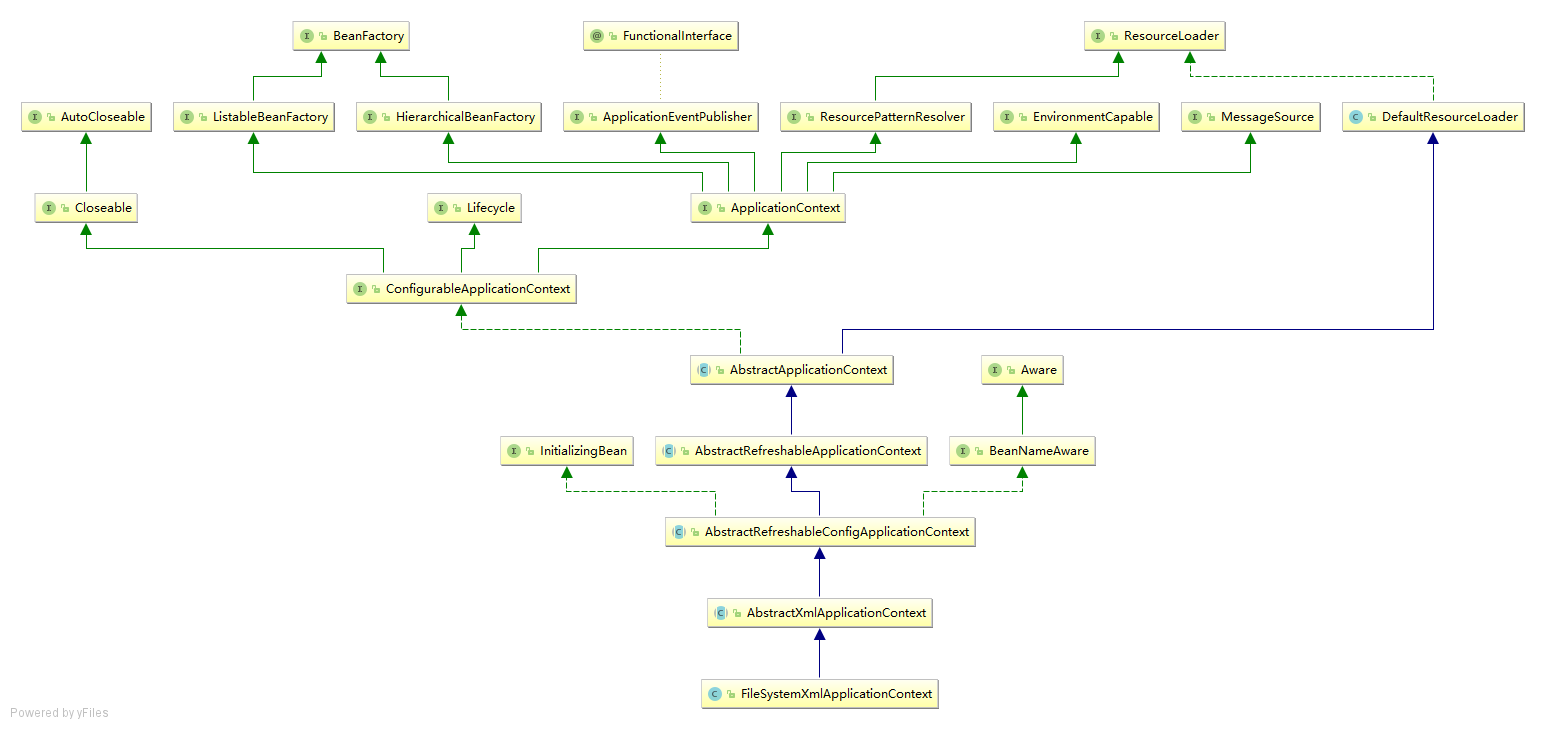 BeanFactory
FunctionalInterface
ResourceLoader
AutoCloseable
ListableBeanFactory
HierarchicalBeanFactory
ApplicationEventPublisher
ResourcePatternResolver
EnvironmentCapable
MessageSource
DefaultResourceLoader
Closeable
Lifecycle
ApplicationContext
ConfigurableApplicationContext
AbstractApplicationContext
Aware
InitializingBean
AbstractRefreshableApplicationContext
BeanNameAware
AbstractRefreshableConfigApplicationContext
AbstractXmlApplicationContext
FileSystemXmlApplicationContext
Powered by yFiles